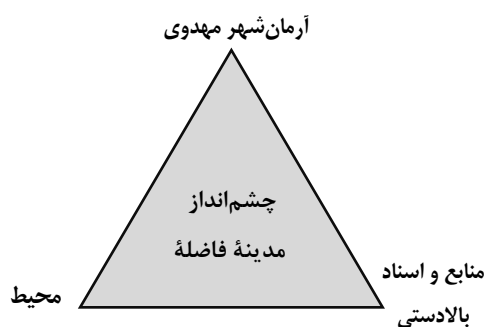 آرمان‌شهر مهدوی
چشم‌انداز
مدینهٔ فاضلهٔ
منابع و اسناد
بالادستی
محیط